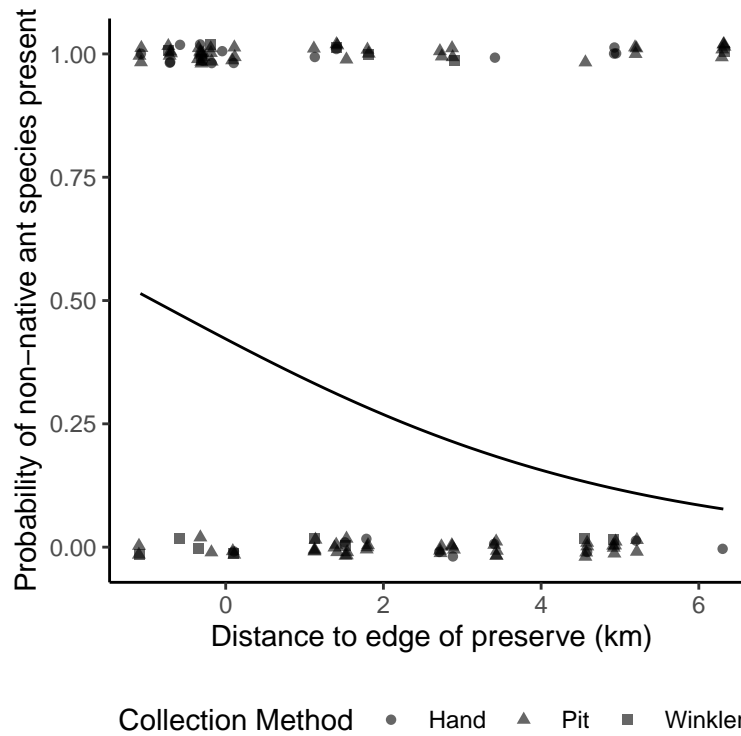 Probability of non−native ant species present
1.00
0.75
0.50
0.25
0.00
0 2 4 6
Distance to edge of preserve (km)
Collection Method Hand Pit Winkler